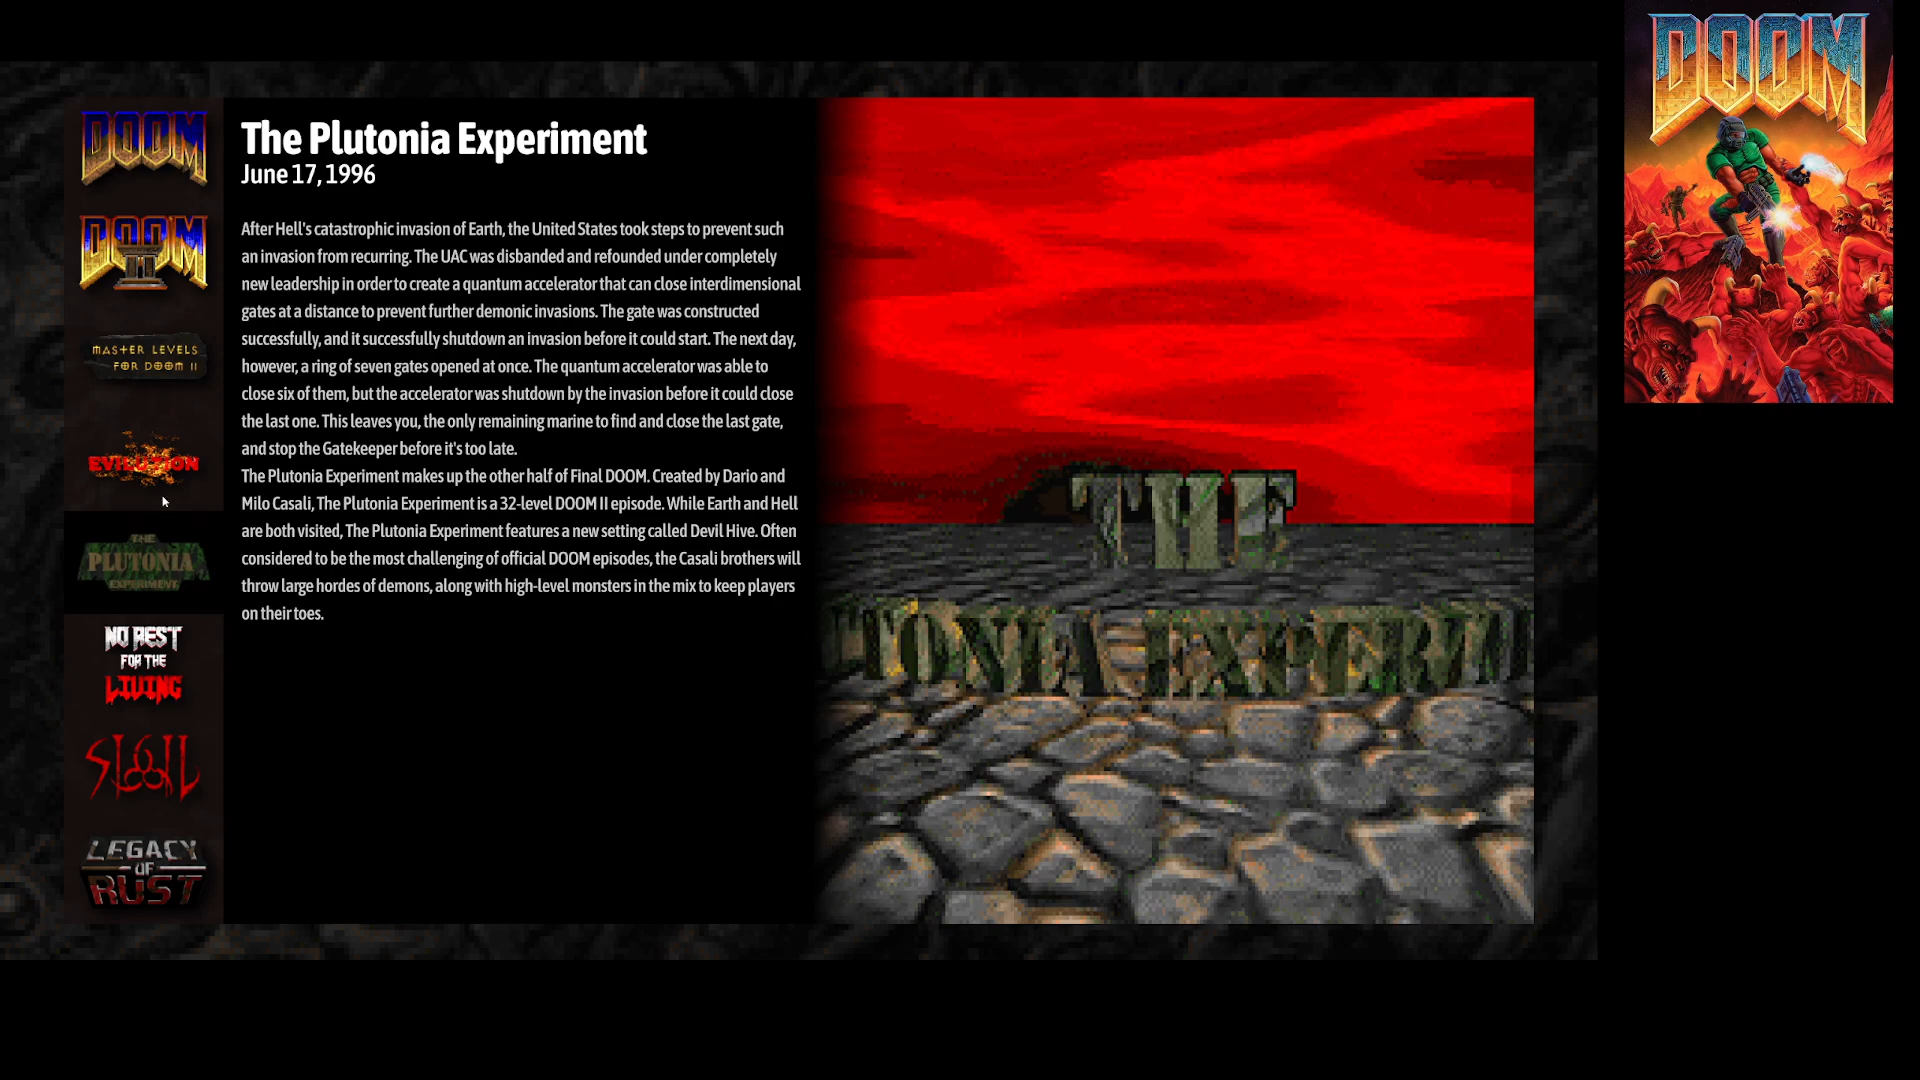 DOOM
DOOM
II
MASTER LEVELS
FOR DOOM II
EVILUTION
THE
PLUTONIA
EXPERIMENT
NO REST
FOR THE
LIVING
SIGIL
LEGACY
OF
RUST
The Plutonia Experiment
June 17, 1996
After Hell's catastrophic invasion of Earth, the United States took steps to prevent such
an invasion from recurring. The UAC was disbanded and refounded under completely
new leadership in order to create a quantum accelerator that can close interdimensional
gates at a distance to prevent further demonic invasions. The gate was constructed
successfully, and it successfully shutdown an invasion before it could start. The next day,
however, a ring of seven gates opened at once. The quantum accelerator was able to
close six of them, but the accelerator was shutdown by the invasion before it could close
the last one. This leaves you, the only remaining marine to find and close the last gate,
and stop the Gatekeeper before it's too late.
The Plutonia Experiment makes up the other half of Final DOOM. Created by Dario and
Milo Casali, The Plutonia Experiment is a 32-level DOOM II episode. While Earth and Hell
are both visited, The Plutonia Experiment features a new setting called Devil Hive. Often
considered to be the most challenging of official DOOM episodes, the Casali brothers will
throw large hordes of demons, along with high-level monsters in the mix to keep players
on their toes.
THE
TONIA EXPERIM
DOOM